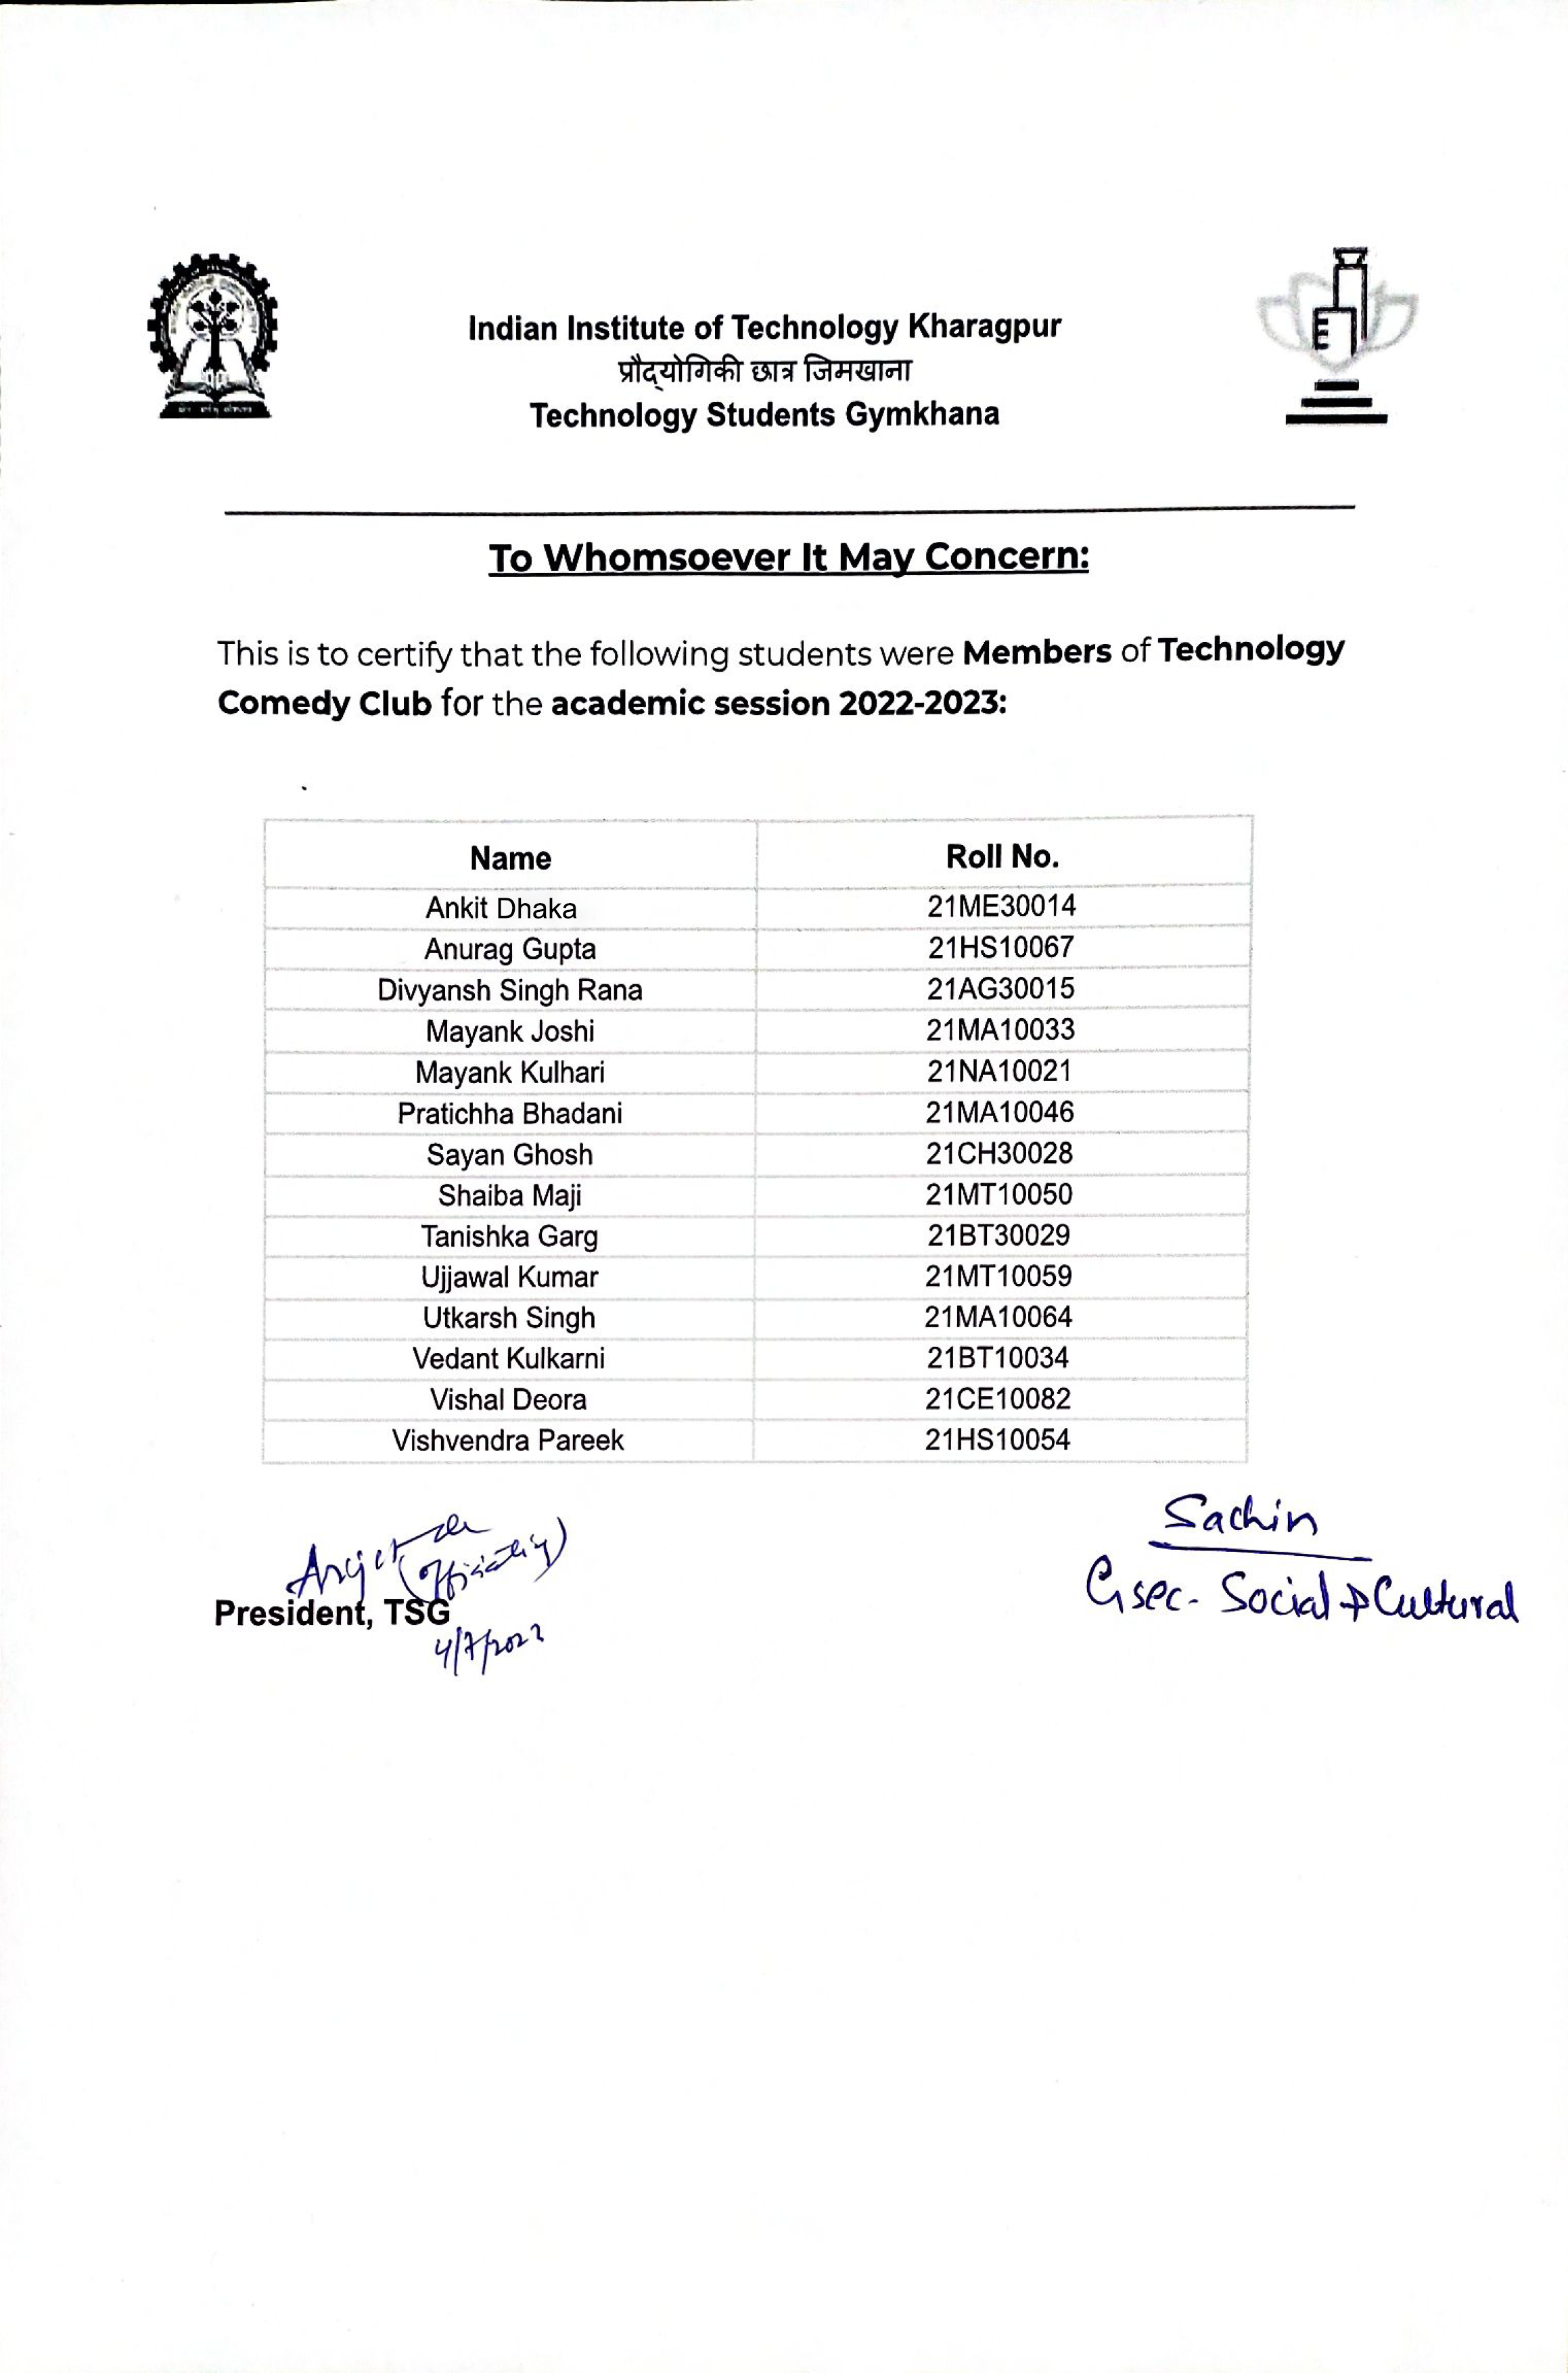 Indian Institute of Technology Kharagpur
प्रौद्योगिकी छात्र जिमखाना
Technology Students Gymkhana
To Whomsoever It May Concern:
This is to certify that the following students were Members of Technology
Comedy Club for the academic session 2022-2023:
Name Roll No.
Ankit Dhaka 21ME30014
Anurag Gupta 21HS10067
Divyansh Singh Rana 21AG30015
Mayank Joshi 21MA10033
Mayank Kulhari 21NA10021
Pratichha Bhadani 21MA10046
Sayan Ghosh 21CH30028
Shaiba Maji 21MT10050
Tanishka Garg 21BT30029
Ujjawal Kumar 21MT10059
Utkarsh Singh 21MA10064
Vedant Kulkarni 21BT10034
Vishal Deora 21CE10082
Vishvendra Pareek 21HS10054
Sachin
(Officiating)
Gsec- Social & Cultural
President, TSG